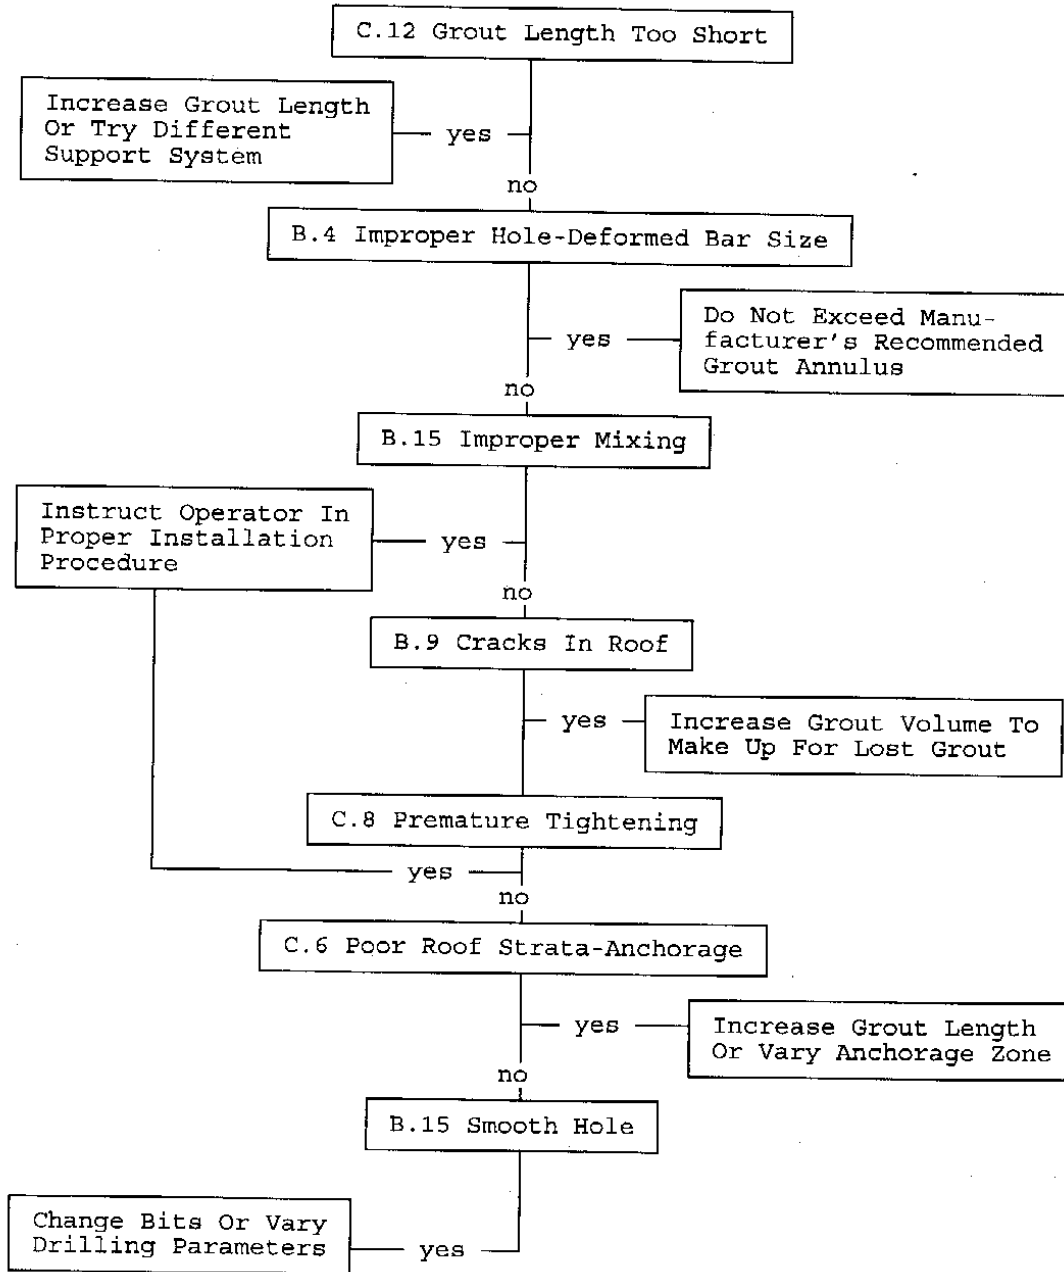 C.12 Grout Length Too Short
Increase Grout Length
Or Try Different
Support System
yes
no
B.4 Improper Hole-Deformed Bar Size
yes
Do Not Exceed Manu-
facturer's Recommended
Grout Annulus
no
B.15 Improper Mixing
Instruct Operator In
Proper Installation
Procedure
yes
no
B.9 Cracks In Roof
yes
Increase Grout Volume To
Make Up For Lost Grout
C.8 Premature Tightening
yes
no
C.6 Poor Roof Strata-Anchorage
yes
Increase Grout Length
Or Vary Anchorage Zone
no
B.15 Smooth Hole
Change Bits Or Vary
Drilling Parameters
yes